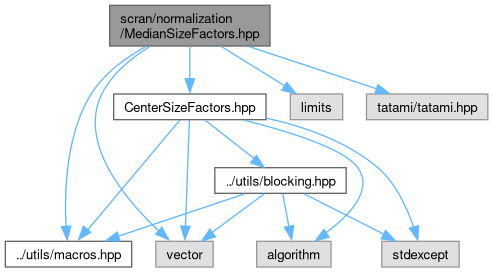 scran/normalization
/MedianSizeFactors.hpp
CenterSizeFactors.hpp
limits
tatami/tatami.hpp
../utils/blocking.hpp
../utils/macros.hpp
vector
algorithm
stdexcept